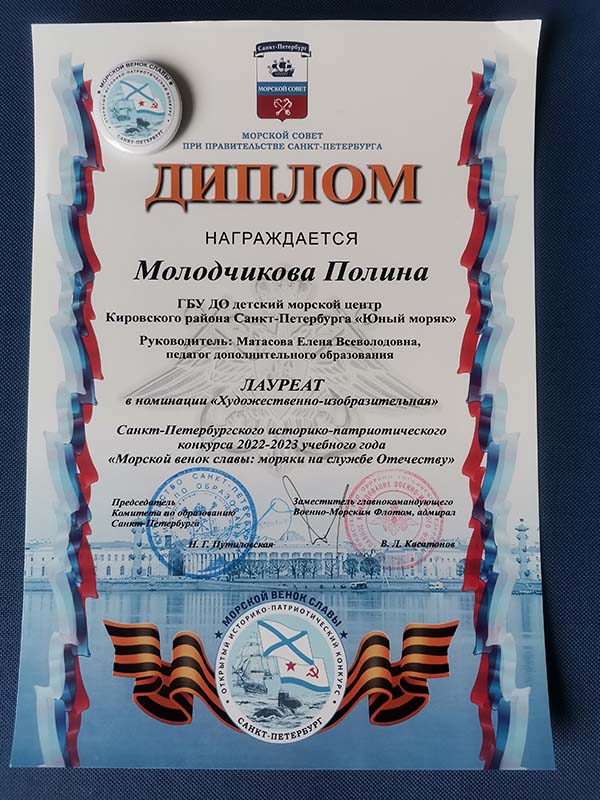 МОРСКОЙ ВЕНОК СЛАВЫ
ОТКРЫТЫЙ ИСТОРИКО-ПАТРИОТИЧЕСКИЙ КОНКУРС
САНКТ-ПЕТЕРБУРГ
Санкт-Петербург
МОРСКОЙ СОВЕТ
МОРСКОЙ СОВЕТ
ПРИ ПРАВИТЕЛЬСТВЕ САНКТ-ПЕТЕРБУРГА
ДИПЛОМ
НАГРАЖДАЕТСЯ
Молодчикова Полина
ГБУ ДО детский морской центр
Кировского района Санкт-Петербурга «Юный моряк»
Руководитель: Матасова Елена Всеволодовна,
педагог дополнительного образования
ЛАУРЕАТ
в номинации «Художественно-изобразительная»
Санкт-Петербургского историко-патриотического
конкурса 2022-2023 учебного года
«Морской венок славы: моряки на службе Отечеству»
Председатель
Комитета по образованию
Санкт-Петербурга
Н. Г. Путиловская
Заместитель главнокомандующего
Военно-Морским Флотом, адмирал
В. Л. Касатонов
МОРСКОЙ ВЕНОК СЛАВЫ
ОТКРЫТЫЙ ИСТОРИКО-ПАТРИОТИЧЕСКИЙ КОНКУРС
САНКТ-ПЕТЕРБУРГ